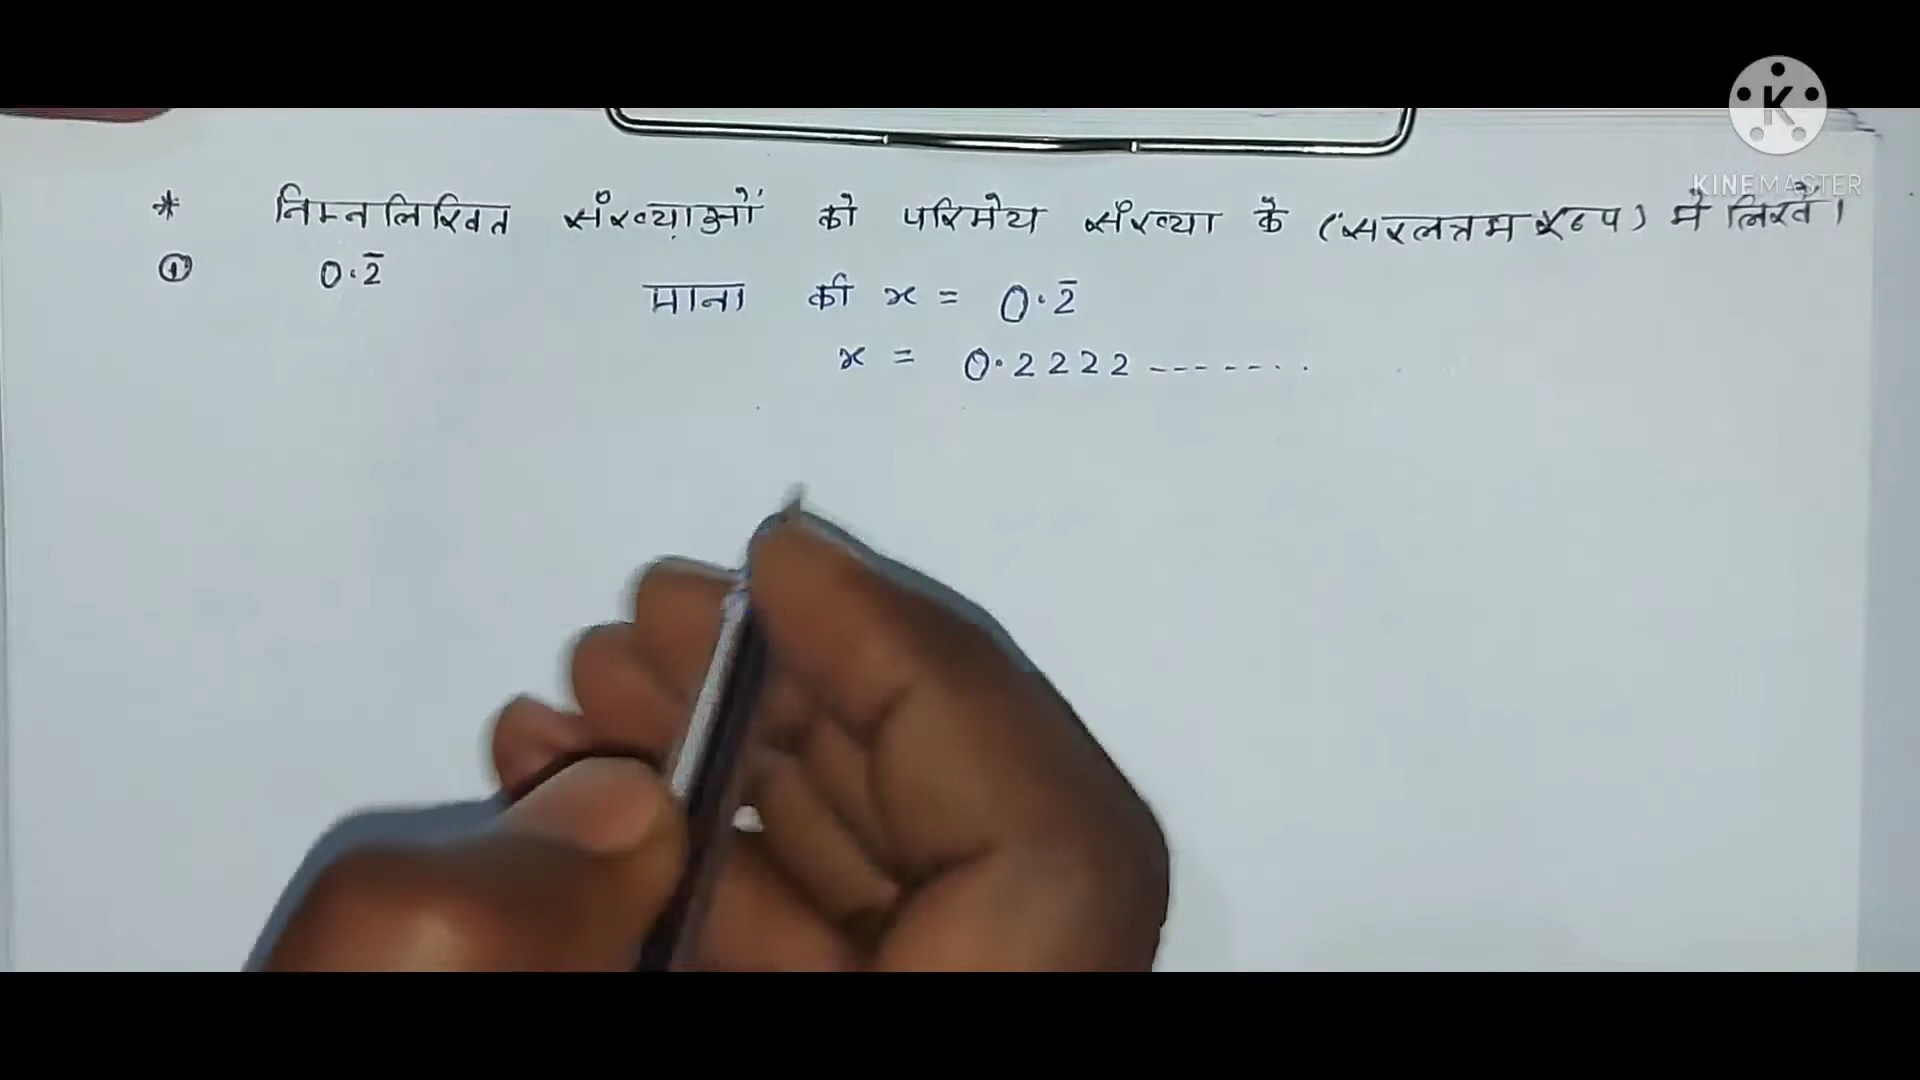 K
KINEMASTER
* निम्नलिखित संख्याओं को परिमेय संख्या के (सरलतम रूप) में लिखें।
① 0.2̅
माना की x = 0.2̅
x = 0.2222 -------.